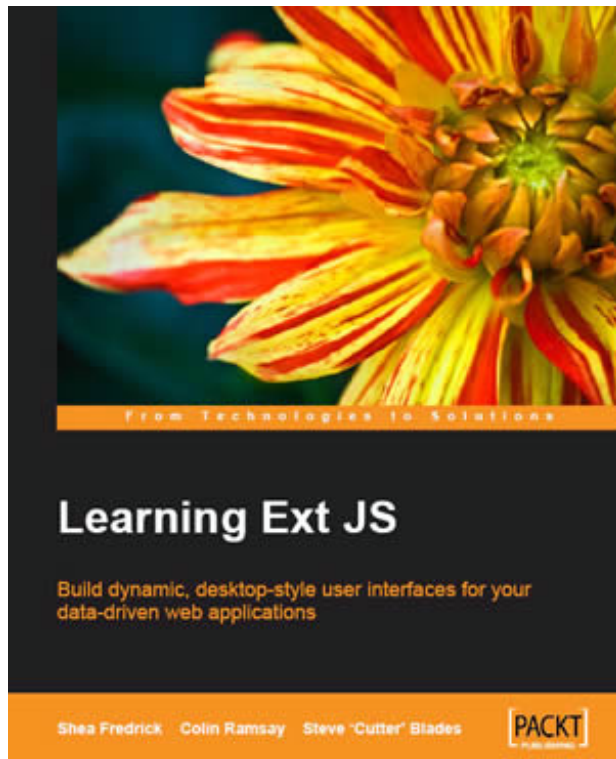 From Technologies to Solutions
Learning Ext JS
Build dynamic, desktop-style user interfaces for your
data-driven web applications
Shea Fredrick Colin Ramsay Steve 'Cutter' Blades
PACKT
PUBLISHING